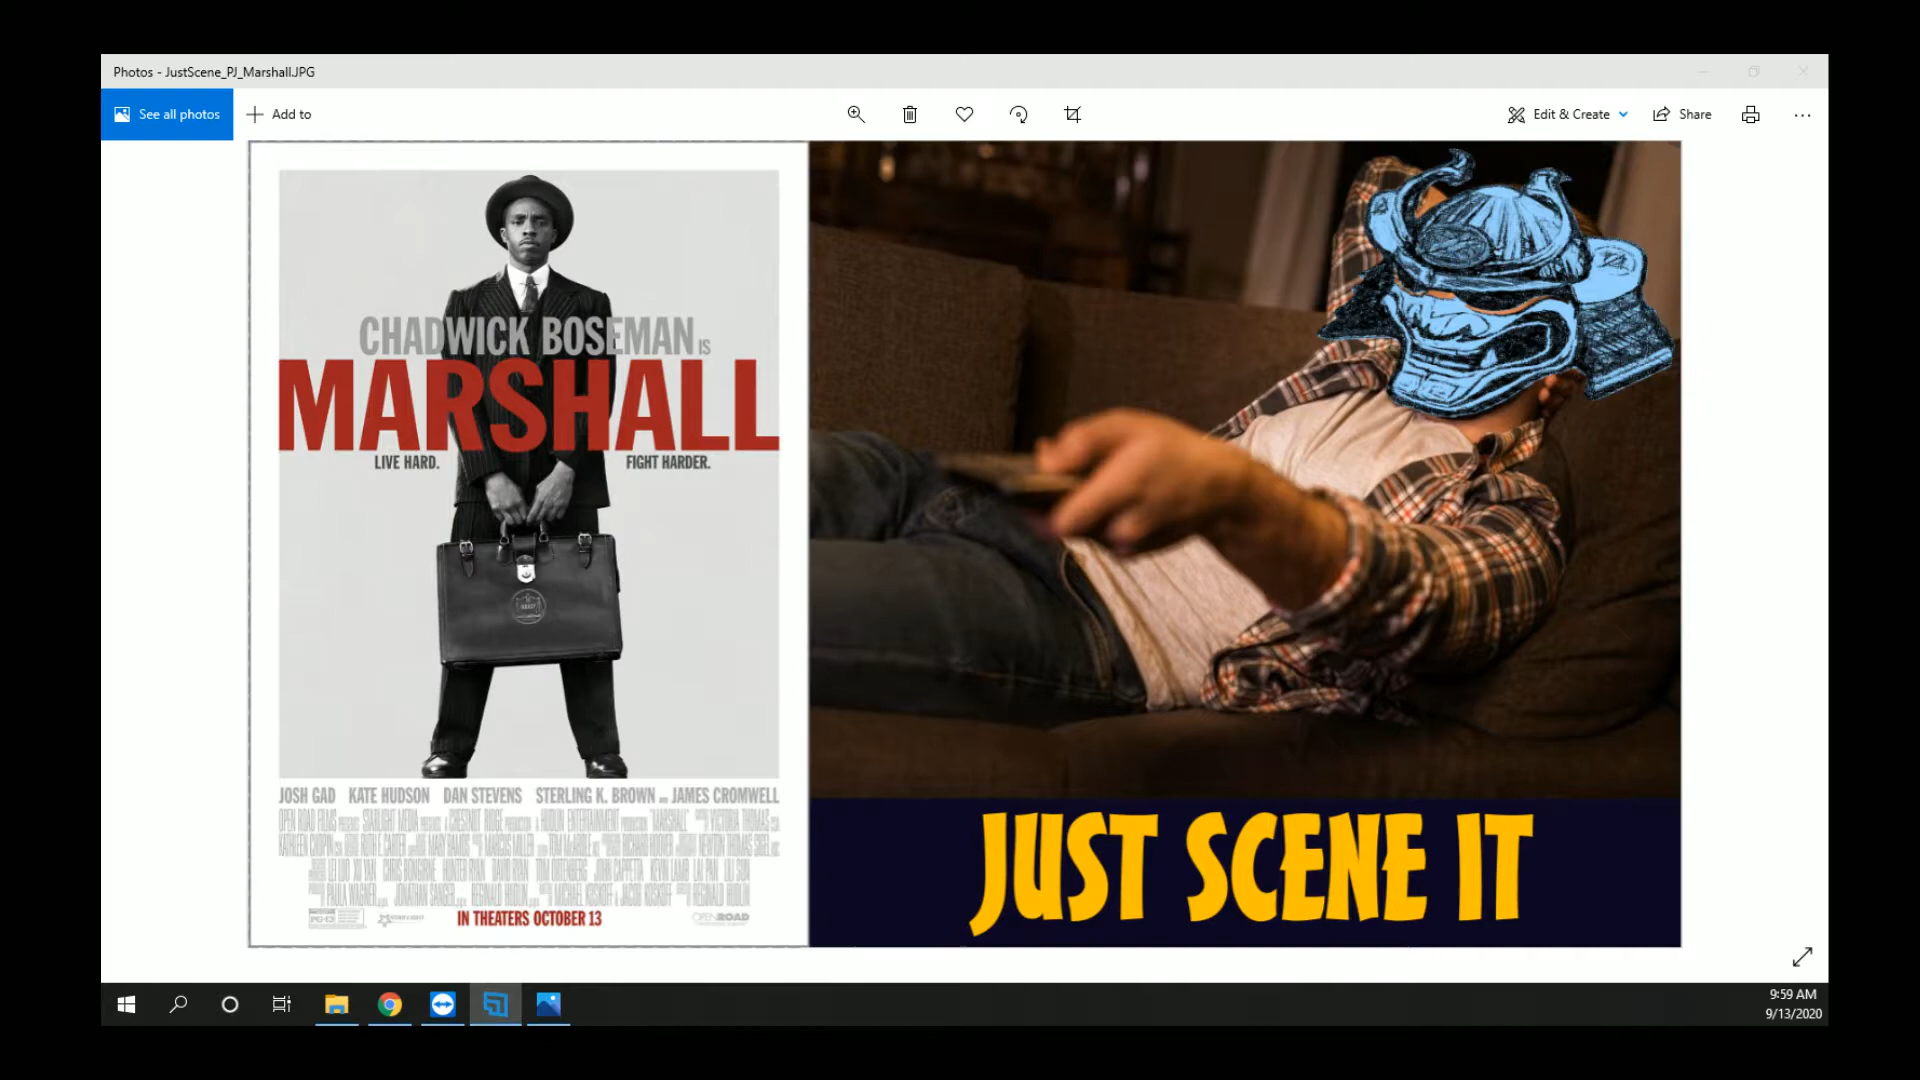 Photos - JustScene_PJ_Marshall.JPG
See all photos
Add to
Edit & Create
Share
CHADWICK BOSEMAN IS
MARSHALL
LIVE HARD. FIGHT HARDER.
JOSH GAD KATE HUDSON DAN STEVENS STERLING K. BROWN AND JAMES CROMWELL
IN THEATERS OCTOBER 13
OPEN ROAD
JUST SCENE IT
9:59 AM
9/13/2020